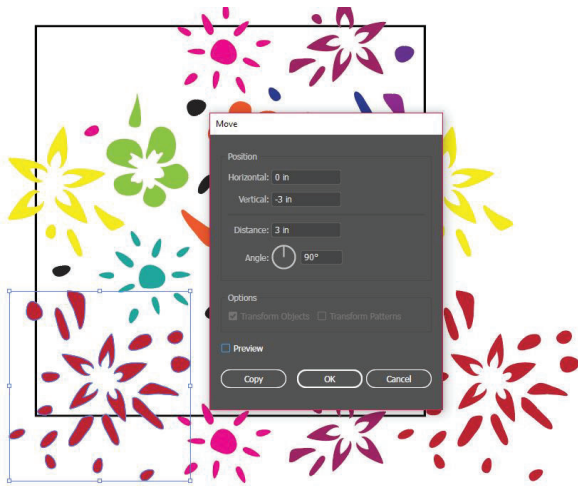 Move
Position
Horizontal: 0 in
Vertical: -3 in
Distance: 3 in
Angle: 90°
Options
Transform Objects Transform Patterns
Preview
Copy OK Cancel